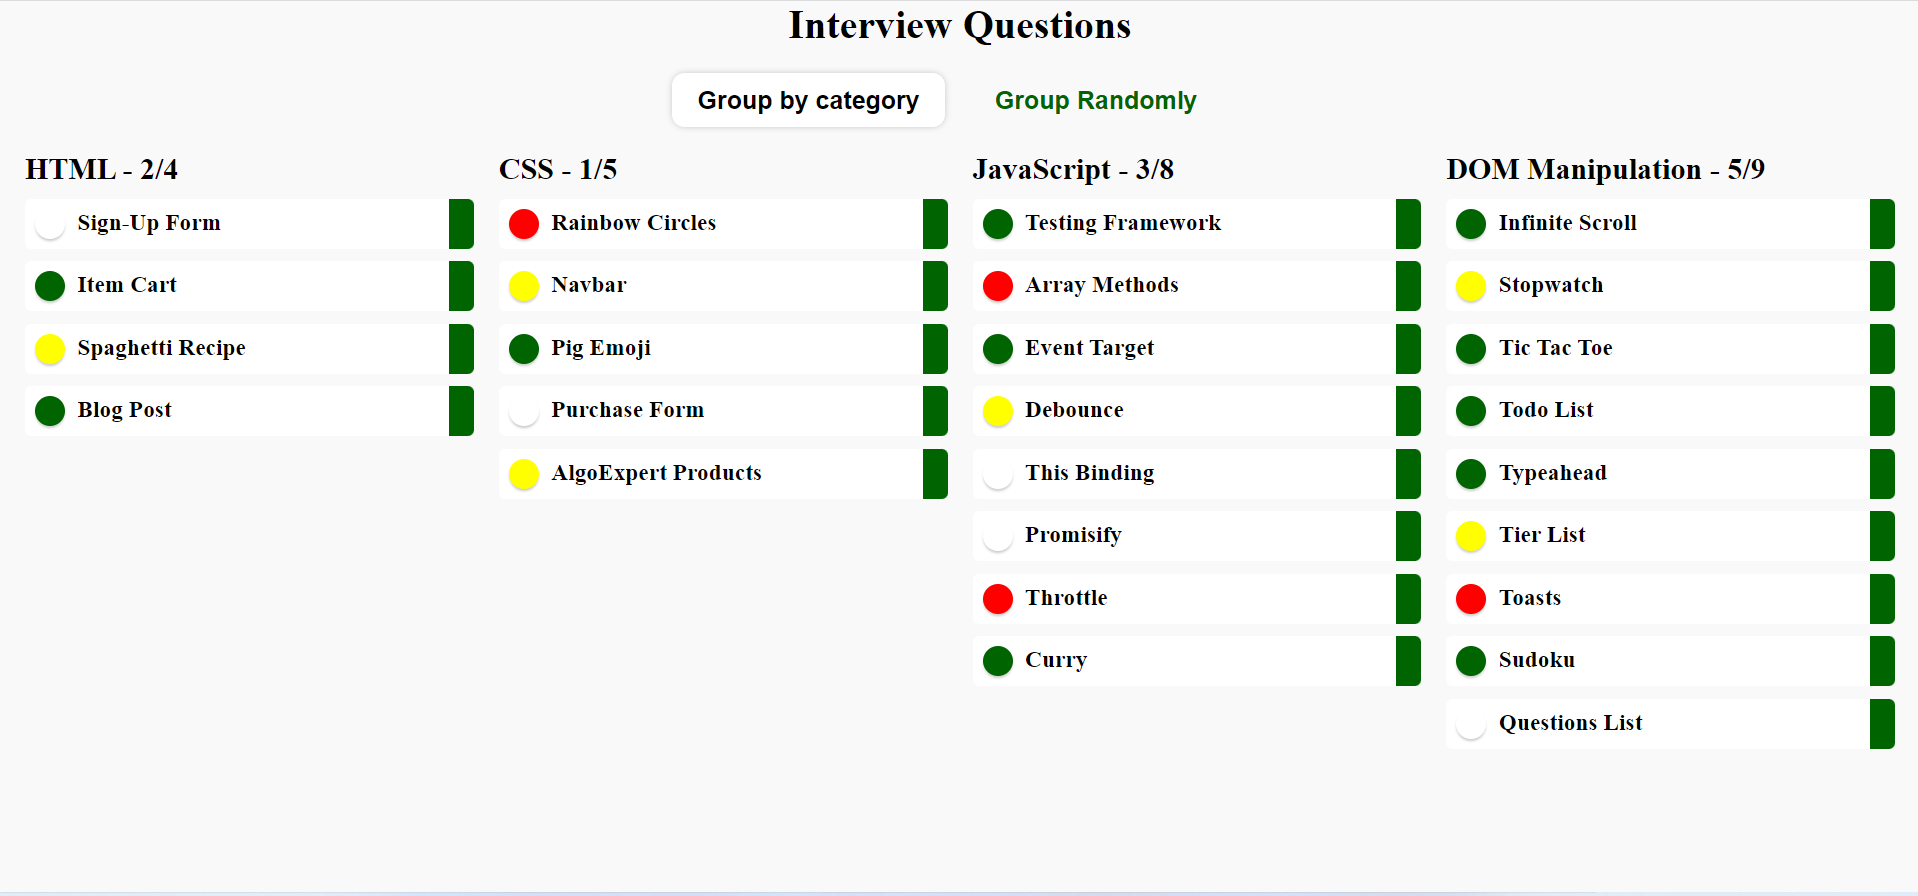 Interview Questions
Group by category
Group Randomly
HTML - 2/4
Sign-Up Form
Item Cart
Spaghetti Recipe
Blog Post
CSS - 1/5
Rainbow Circles
Navbar
Pig Emoji
Purchase Form
AlgoExpert Products
JavaScript - 3/8
Testing Framework
Array Methods
Event Target
Debounce
This Binding
Promisify
Throttle
Curry
DOM Manipulation - 5/9
Infinite Scroll
Stopwatch
Tic Tac Toe
Todo List
Typeahead
Tier List
Toasts
Sudoku
Questions List